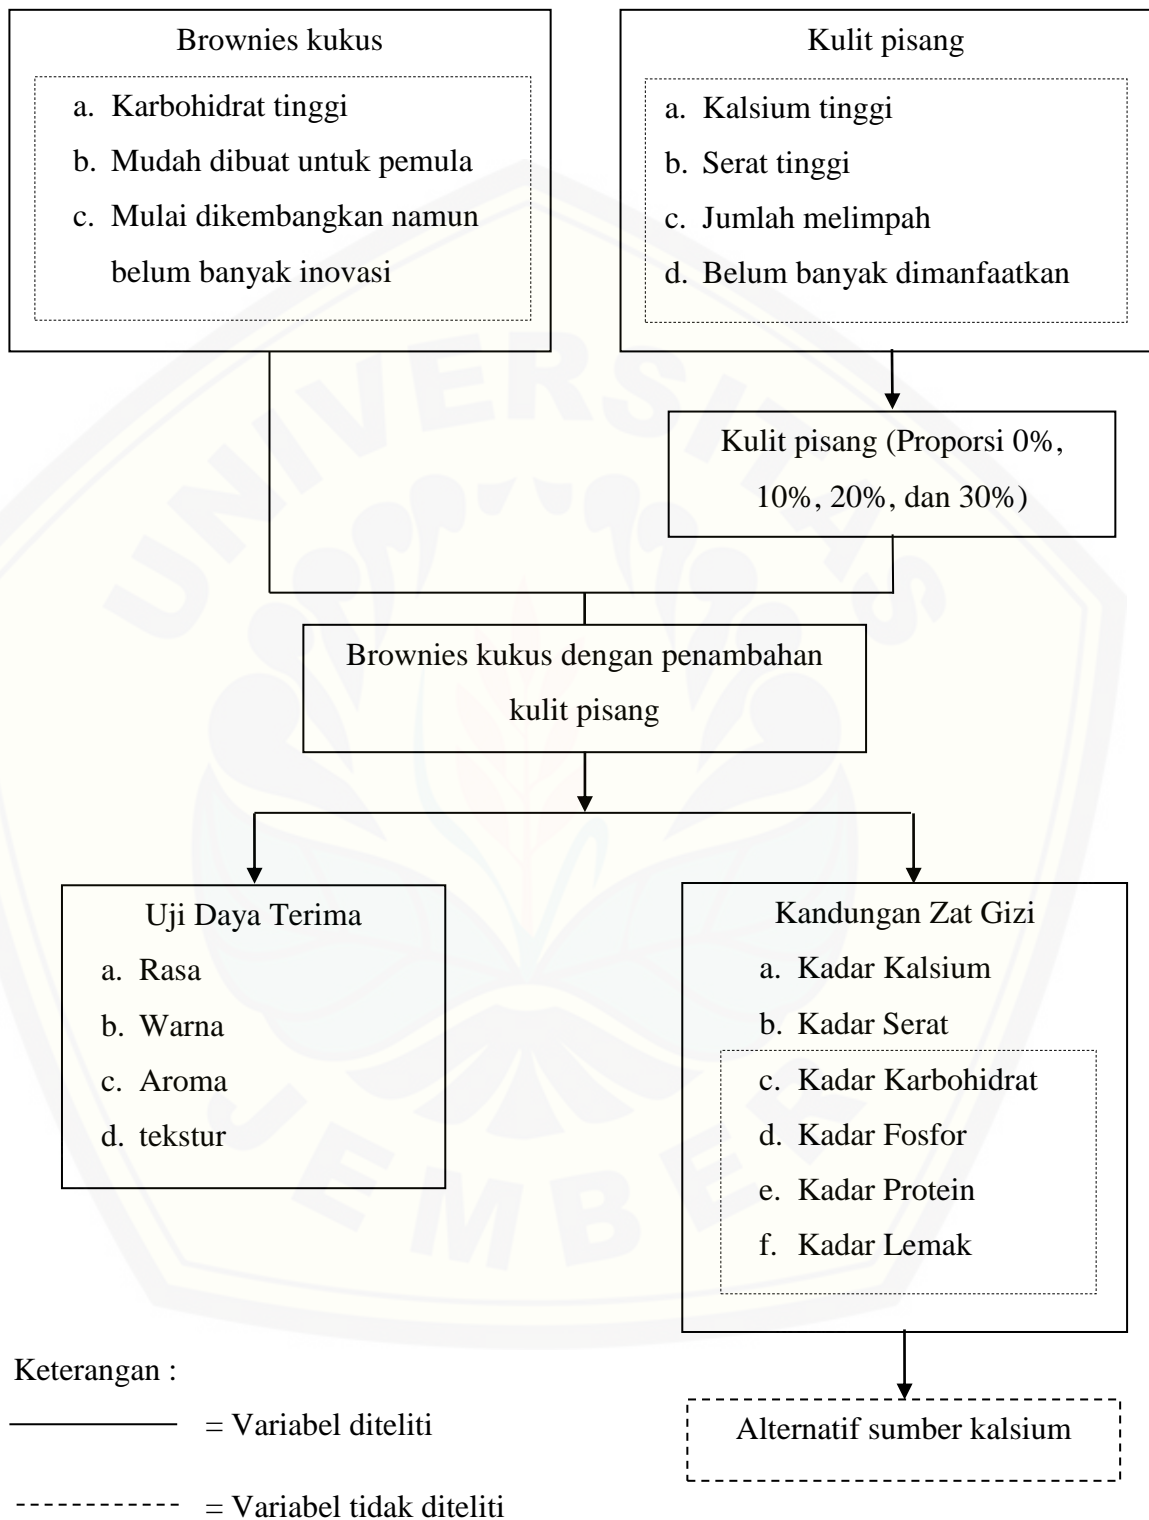 Brownies kukus
a. Karbohidrat tinggi
b. Mudah dibuat untuk pemula
c. Mulai dikembangkan namun
belum banyak inovasi
Kulit pisang
a. Kalsium tinggi
b. Serat tinggi
c. Jumlah melimpah
d. Belum banyak dimanfaatkan
Kulit pisang (Proporsi 0%,
10%, 20%, dan 30%)
Brownies kukus dengan penambahan
kulit pisang
Uji Daya Terima
a. Rasa
b. Warna
c. Aroma
d. tekstur
Kandungan Zat Gizi
a. Kadar Kalsium
b. Kadar Serat
c. Kadar Karbohidrat
d. Kadar Fosfor
e. Kadar Protein
f. Kadar Lemak
Alternatif sumber kalsium
Keterangan :
= Variabel diteliti
= Variabel tidak diteliti
UNIVERSITAS
JEMBER